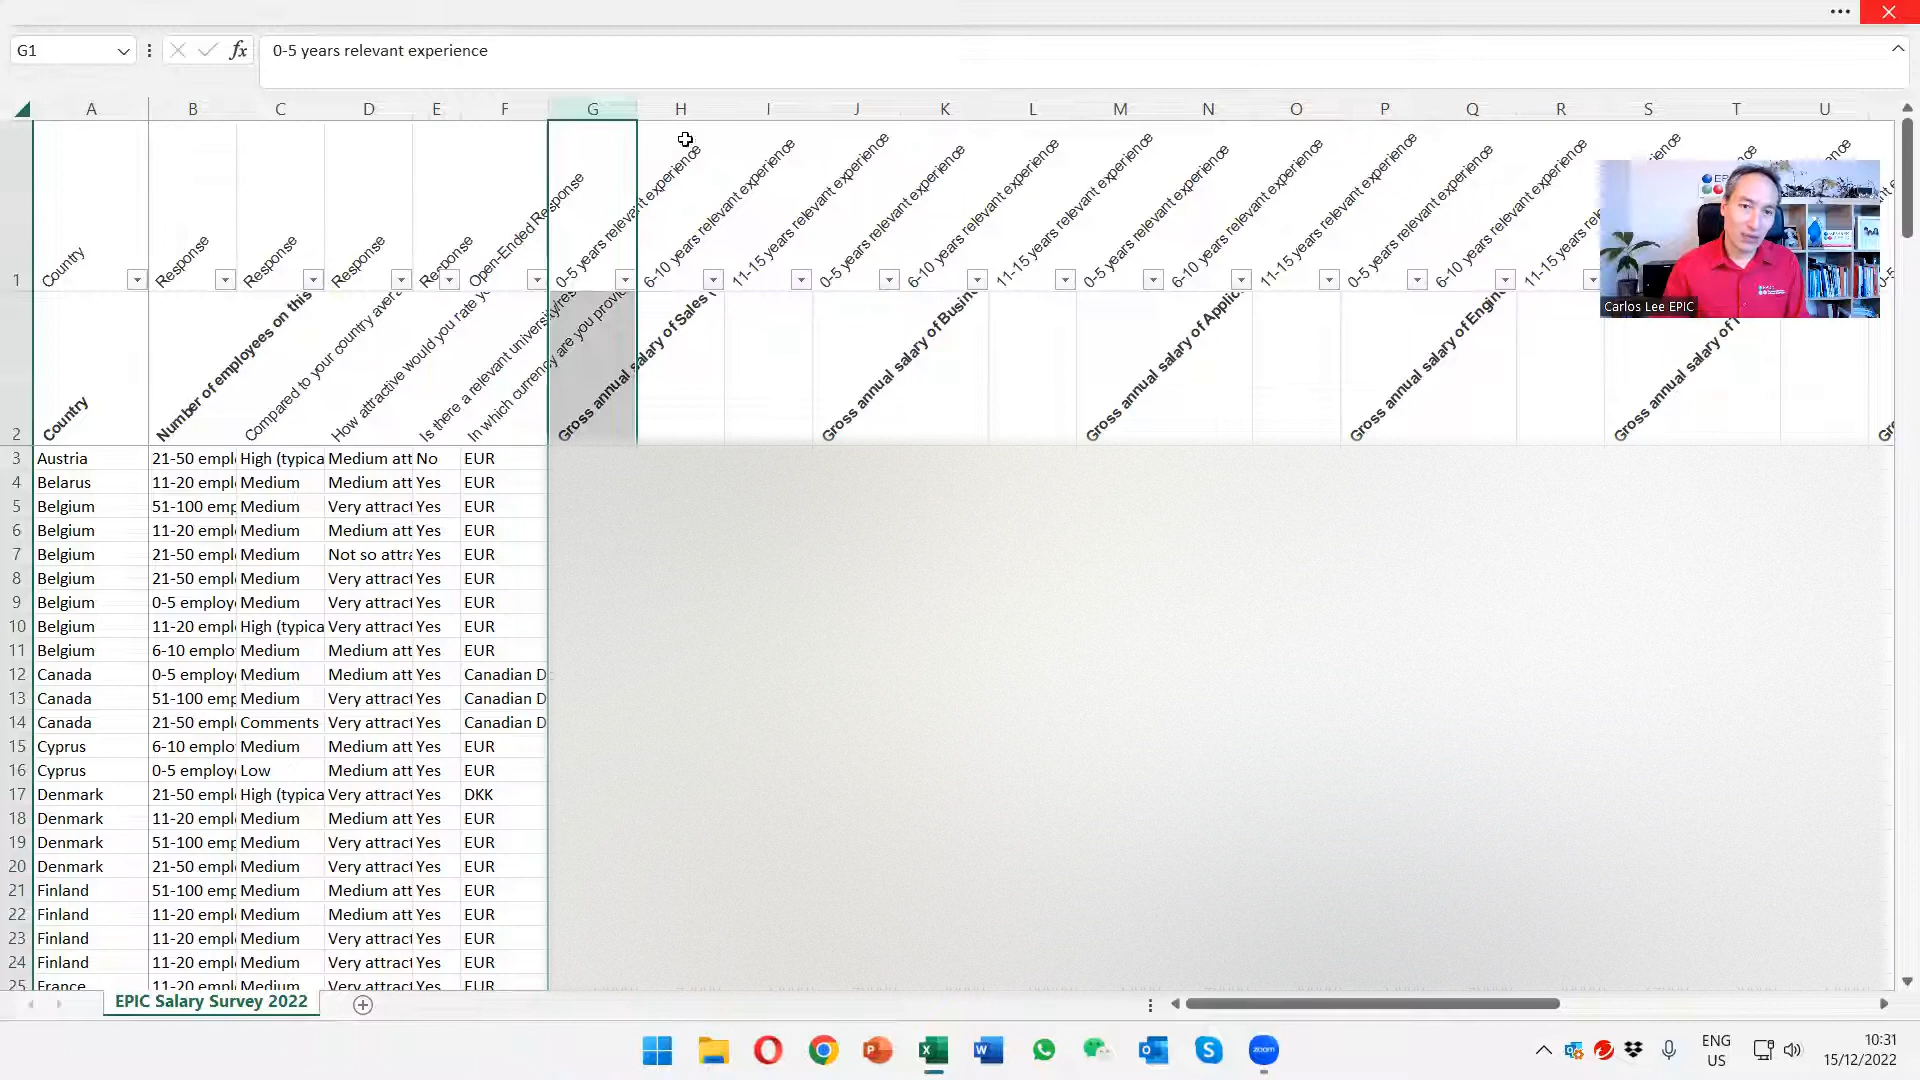 G1
fx
0-5 years relevant experience
A B C D E F G H I J K L M N O P Q R S T U
1
Country
Response
Response
Response
Response
Open-Ended Response
0-5 years relevant experience
6-10 years relevant experience
11-15 years relevant experience
0-5 years relevant experience
6-10 years relevant experience
11-15 years relevant experience
0-5 years relevant experience
6-10 years relevant experience
11-15 years relevant experience
0-5 years relevant experience
6-10 years relevant experience
11-15 years
2
Country
Number of employees on this
Compared to your country
How attractive would you rate
Is there a relevant
In which currency are you
Gross annual salary of Sales
Gross annual salary of
Gross annual salary of
Gross annual salary of
Gross annual salary of
3 Austria 21-50 empl High (typica Medium att No EUR
4 Belarus 11-20 empl Medium Medium att Yes EUR
5 Belgium 51-100 emp Medium Very attract Yes EUR
6 Belgium 11-20 empl Medium Medium att Yes EUR
7 Belgium 21-50 empl Medium Not so attra Yes EUR
8 Belgium 21-50 empl Medium Very attract Yes EUR
9 Belgium 0-5 employ Medium Very attract Yes EUR
10 Belgium 11-20 empl High (typica Very attract Yes EUR
11 Belgium 6-10 emplo Medium Medium att Yes EUR
12 Canada 0-5 employ Medium Medium att Yes Canadian D
13 Canada 51-100 emp Medium Very attract Yes Canadian D
14 Canada 21-50 empl Comments Very attract Yes Canadian D
15 Cyprus 6-10 emplo Medium Medium att Yes EUR
16 Cyprus 0-5 employ Low Medium att Yes EUR
17 Denmark 21-50 empl High (typica Very attract Yes DKK
18 Denmark 11-20 empl Medium Medium att Yes EUR
19 Denmark 51-100 emp Medium Very attract Yes EUR
20 Denmark 21-50 empl Medium Very attract Yes EUR
21 Finland 51-100 emp Medium Medium att Yes EUR
22 Finland 11-20 empl Medium Medium att Yes EUR
23 Finland 11-20 empl Medium Very attract Yes EUR
24 Finland 11-20 empl Medium Very attract Yes EUR
25 France 11-20 empl Medium Very attract Yes EUR
Carlos Lee EPIC
EPIC Salary Survey 2022
zoom
ENG
US
10:31
15/12/2022